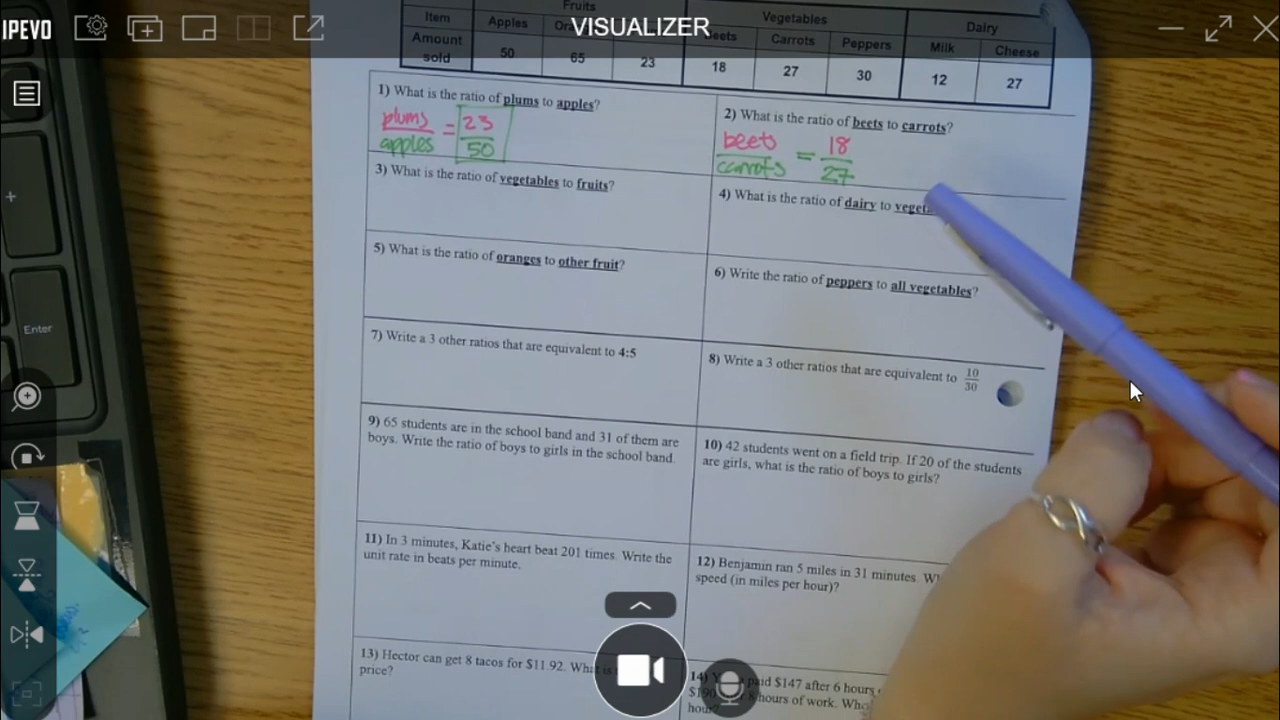 IPEVO
VISUALIZER
Fruits
Vegetables
Dairy
Item
Apples
Beets
Carrots
Peppers
Milk
Cheese
Amount
sold
50
65
23
18
27
30
12
27
1) What is the ratio of plums to apples?
plums
apples
=
23
50
2) What is the ratio of beets to carrots?
beets
carrots
=
18
27
3) What is the ratio of vegetables to fruits?
4) What is the ratio of dairy to
5) What is the ratio of oranges to other fruit?
6) Write the ratio of peppers to all vegetables?
7) Write a 3 other ratios that are equivalent to 4:5
8) Write a 3 other ratios that are equivalent to 10/30
9) 65 students are in the school band and 31 of them are
boys. Write the ratio of boys to girls in the school band.
10) 42 students went on a field trip. If 20 of the students
are girls, what is the ratio of boys to girls?
11) In 3 minutes, Katie's heart beat 201 times. Write the
unit rate in beats per minute.
12) Benjamin ran 5 miles in 31 minutes.
speed (in miles per hour)?
13) Hector can get 8 tacos for $11.92. What is
price?
14) paid $147 after 6 hours
hours of work.
hour?
Enter
+